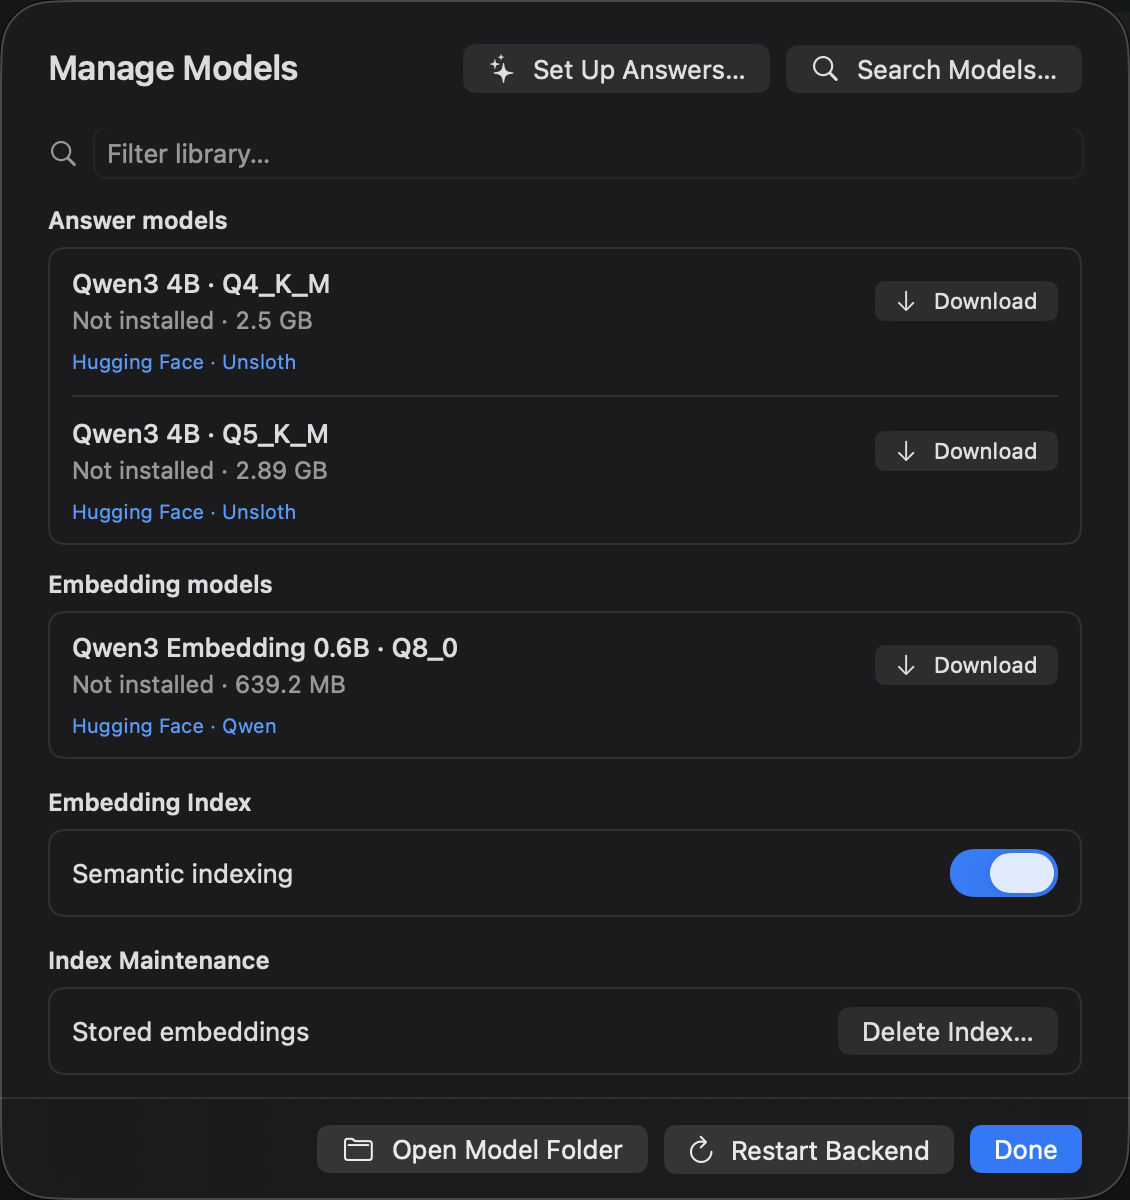 Manage Models
Set Up Answers...
Search Models...
Filter library...
Answer models
Qwen3 4B · Q4_K_M
Not installed · 2.5 GB
Download
Hugging Face · Unsloth
Qwen3 4B · Q5_K_M
Not installed · 2.89 GB
Download
Hugging Face · Unsloth
Embedding models
Qwen3 Embedding 0.6B · Q8_0
Not installed · 639.2 MB
Download
Hugging Face · Qwen
Embedding Index
Semantic indexing
Index Maintenance
Stored embeddings
Delete Index...
Open Model Folder
Restart Backend
Done